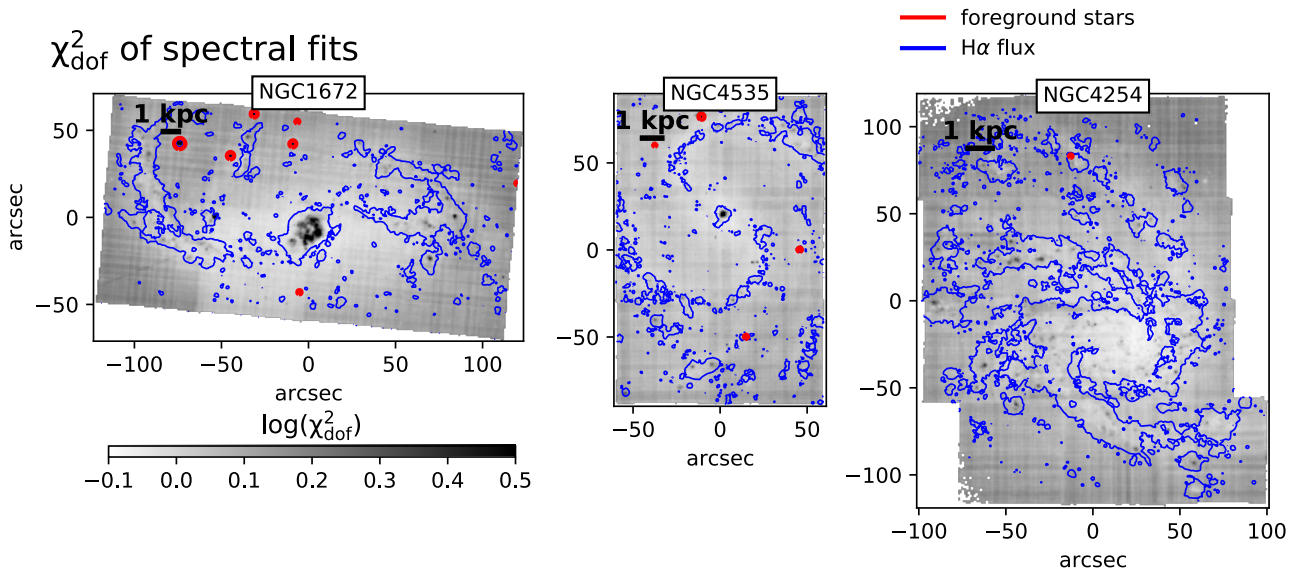 foreground stars
Hα flux
χ²dof of spectral fits
NGC1672
NGC4535
NGC4254
1 kpc
1 kpc
1 kpc
50
0
−50
arcsec
−100
−50
0
50
100
arcsec
50
0
−50
−50
0
50
arcsec
100
50
0
−50
−100
−100
−50
0
50
100
arcsec
log(χ²dof)
−0.1
0.0
0.1
0.2
0.3
0.4
0.5